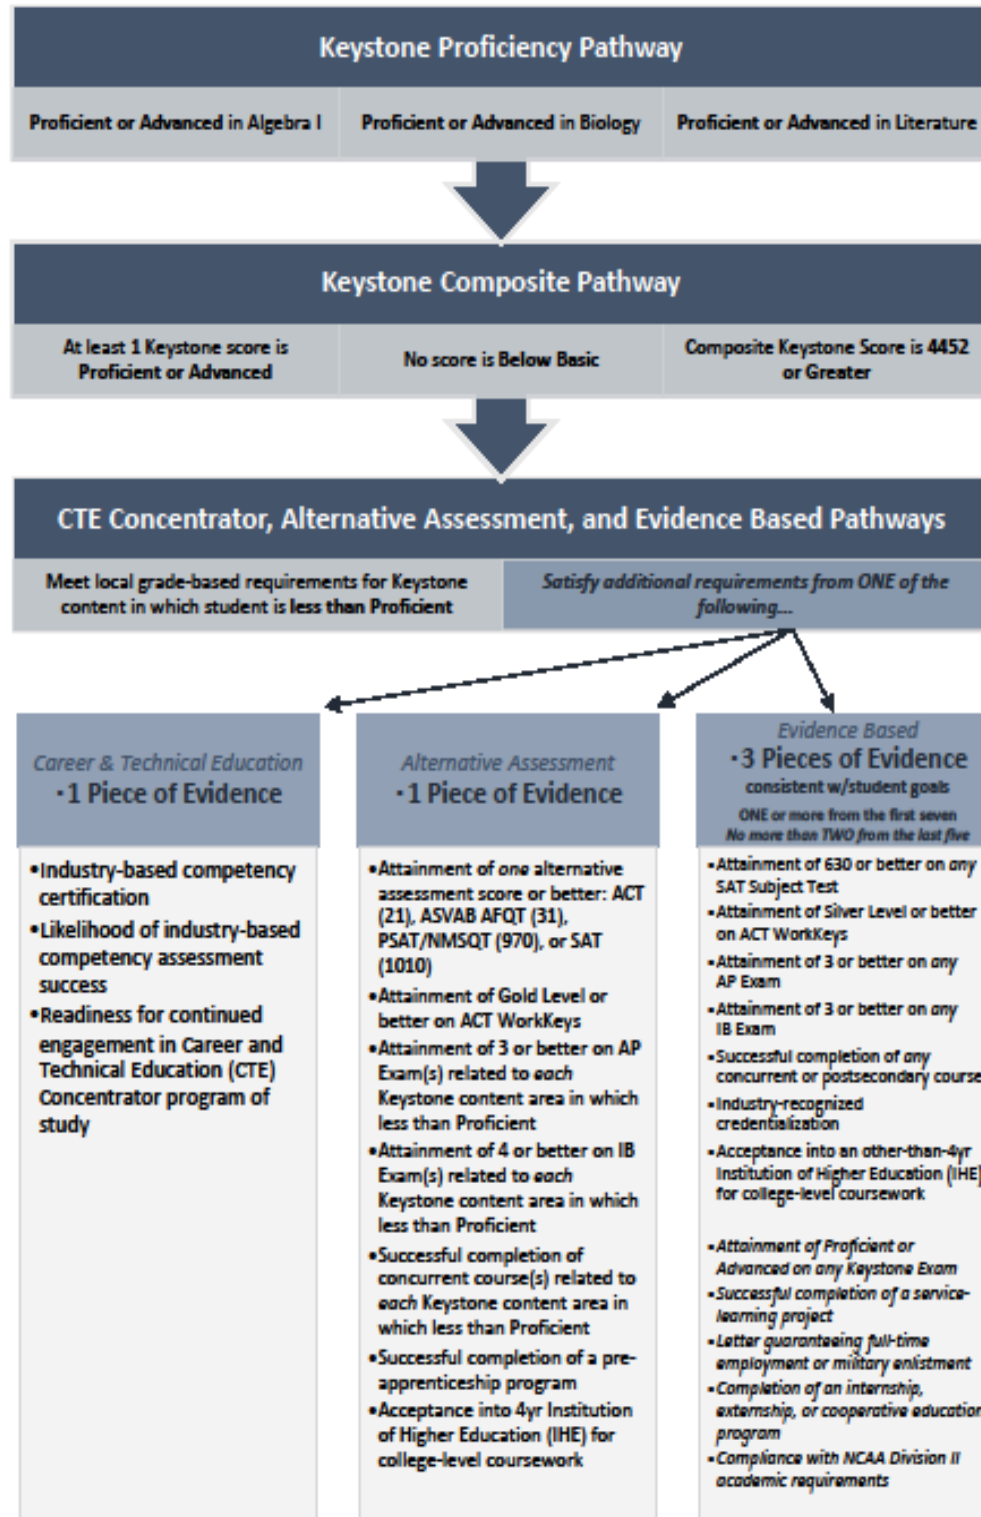 Keystone Proficiency Pathway
Proficient or Advanced in Algebra I
Proficient or Advanced in Biology
Proficient or Advanced in Literature
Keystone Composite Pathway
At least 1 Keystone score is
Proficient or Advanced
No score is Below Basic
Composite Keystone Score is 4452
or Greater
CTE Concentrator, Alternative Assessment, and Evidence Based Pathways
Meet local grade-based requirements for Keystone
content in which student is less than Proficient
Satisfy additional requirements from ONE of the
following...
Career & Technical Education
•1 Piece of Evidence
•Industry-based competency
certification
•Likelihood of industry-based
competency assessment
success
•Readiness for continued
engagement in Career and
Technical Education (CTE)
Concentrator program of
study
Alternative Assessment
•1 Piece of Evidence
•Attainment of one alternative
assessment score or better: ACT
(21), ASVAB AFQT (31),
PSAT/NMSQT (970), or SAT
(1010)
•Attainment of Gold Level or
better on ACT WorkKeys
•Attainment of 3 or better on AP
Exam(s) related to each
Keystone content area in which
less than Proficient
•Attainment of 4 or better on IB
Exam(s) related to each
Keystone content area in which
less than Proficient
•Successful completion of
concurrent course(s) related to
each Keystone content area in
which less than Proficient
•Successful completion of a pre-
apprenticeship program
•Acceptance into 4yr Institution
of Higher Education (IHE) for
college-level coursework
Evidence Based
•3 Pieces of Evidence
consistent w/student goals
ONE or more from the first seven
No more than TWO from the last five
•Attainment of 630 or better on any
SAT Subject Test
•Attainment of Silver Level or better
on ACT WorkKeys
•Attainment of 3 or better on any
AP Exam
•Attainment of 3 or better on any
IB Exam
•Successful completion of any
concurrent or postsecondary course
•Industry-recognized
credentialization
•Acceptance into an other-than-4yr
Institution of Higher Education (IHE)
for college-level coursework
•Attainment of Proficient or
Advanced on any Keystone Exam
•Successful completion of a service-
learning project
•Letter guaranteeing full-time
employment or military enlistment
•Completion of an internship,
externship, or cooperative education
program
•Compliance with NCAA Division II
academic requirements